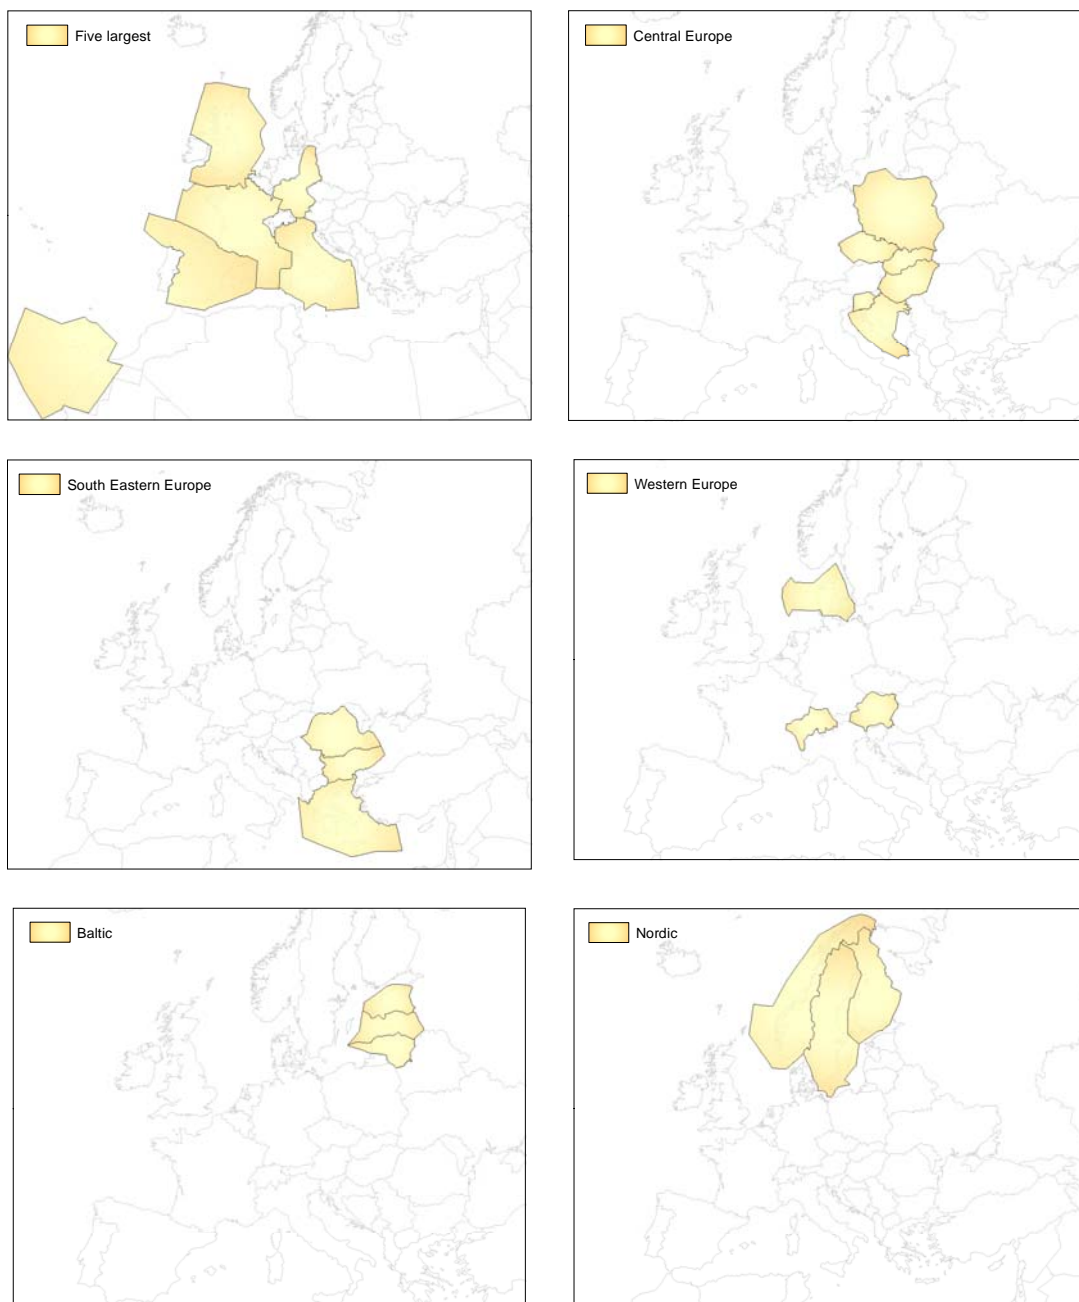 Five largest
Central Europe
South Eastern Europe
Western Europe
Baltic
Nordic